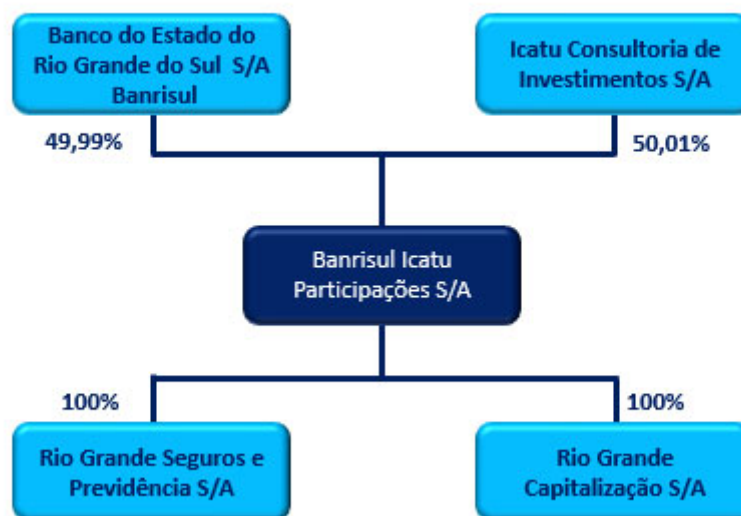 Banco do Estado do
Rio Grande do Sul S/A
Banrisul
Icatu Consultoria de
Investimentos S/A
49,99%
50,01%
Banrisul Icatu
Participações S/A
100%
100%
Rio Grande Seguros e
Previdência S/A
Rio Grande
Capitalização S/A